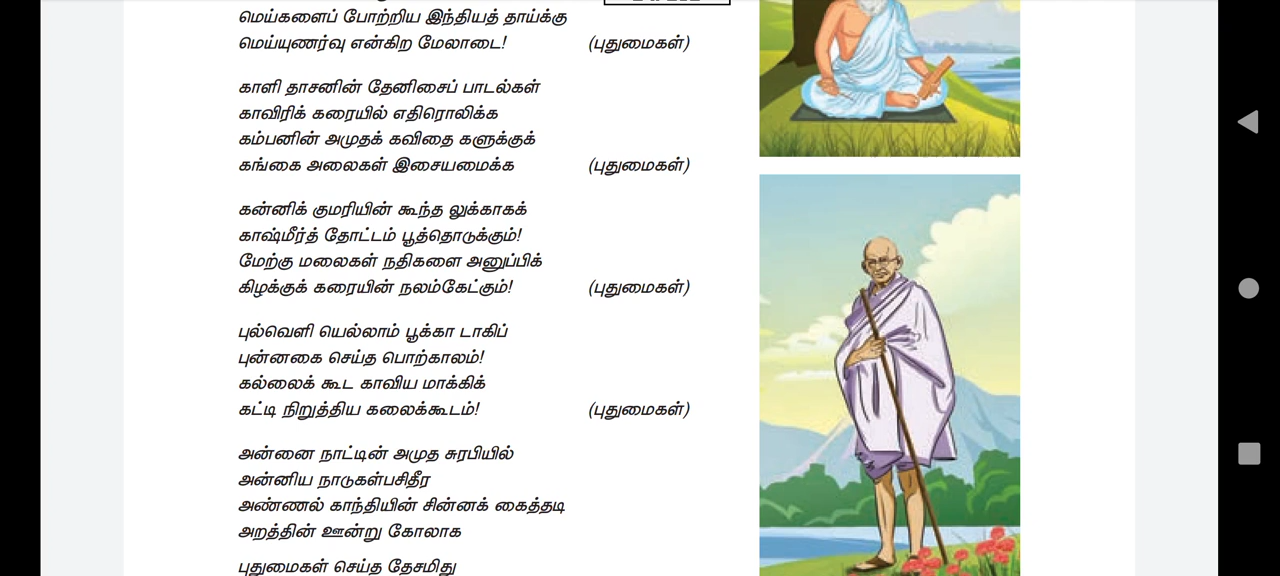 மெய்களைப் போற்றிய இந்தியத் தாய்க்கு
மெய்யுணர்வு என்கிற மேலாடை! (புதுமைகள்)
காளி தாசனின் தேனிசைப் பாடல்கள்
காவிரிக் கரையில் எதிரொலிக்க
கம்பனின் அமுதக் கவிதை களுக்குக்
கங்கை அலைகள் இசையமைக்க (புதுமைகள்)
கன்னிக் குமரியின் கூந்த லுக்காகக்
காஷ்மீர்த் தோட்டம் பூத்தொடுக்கும்!
மேற்கு மலைகள் நதிகளை அனுப்பிக்
கிழக்குக் கரையின் நலம்கேட்கும்! (புதுமைகள்)
புல்வெளி யெல்லாம் பூக்கா டாகிப்
புன்னகை செய்த பொற்காலம்!
கல்லைக் கூட காவிய மாக்கிக்
கட்டி நிறுத்திய கலைக்கூடம்! (புதுமைகள்)
அன்னை நாட்டின் அமுத சுரபியில்
அன்னிய நாடுகள்பசிதீர
அண்ணல் காந்தியின் சின்னக் கைத்தடி
அறத்தின் ஊன்று கோலாக
புதுமைகள் செய்த தேசமிது